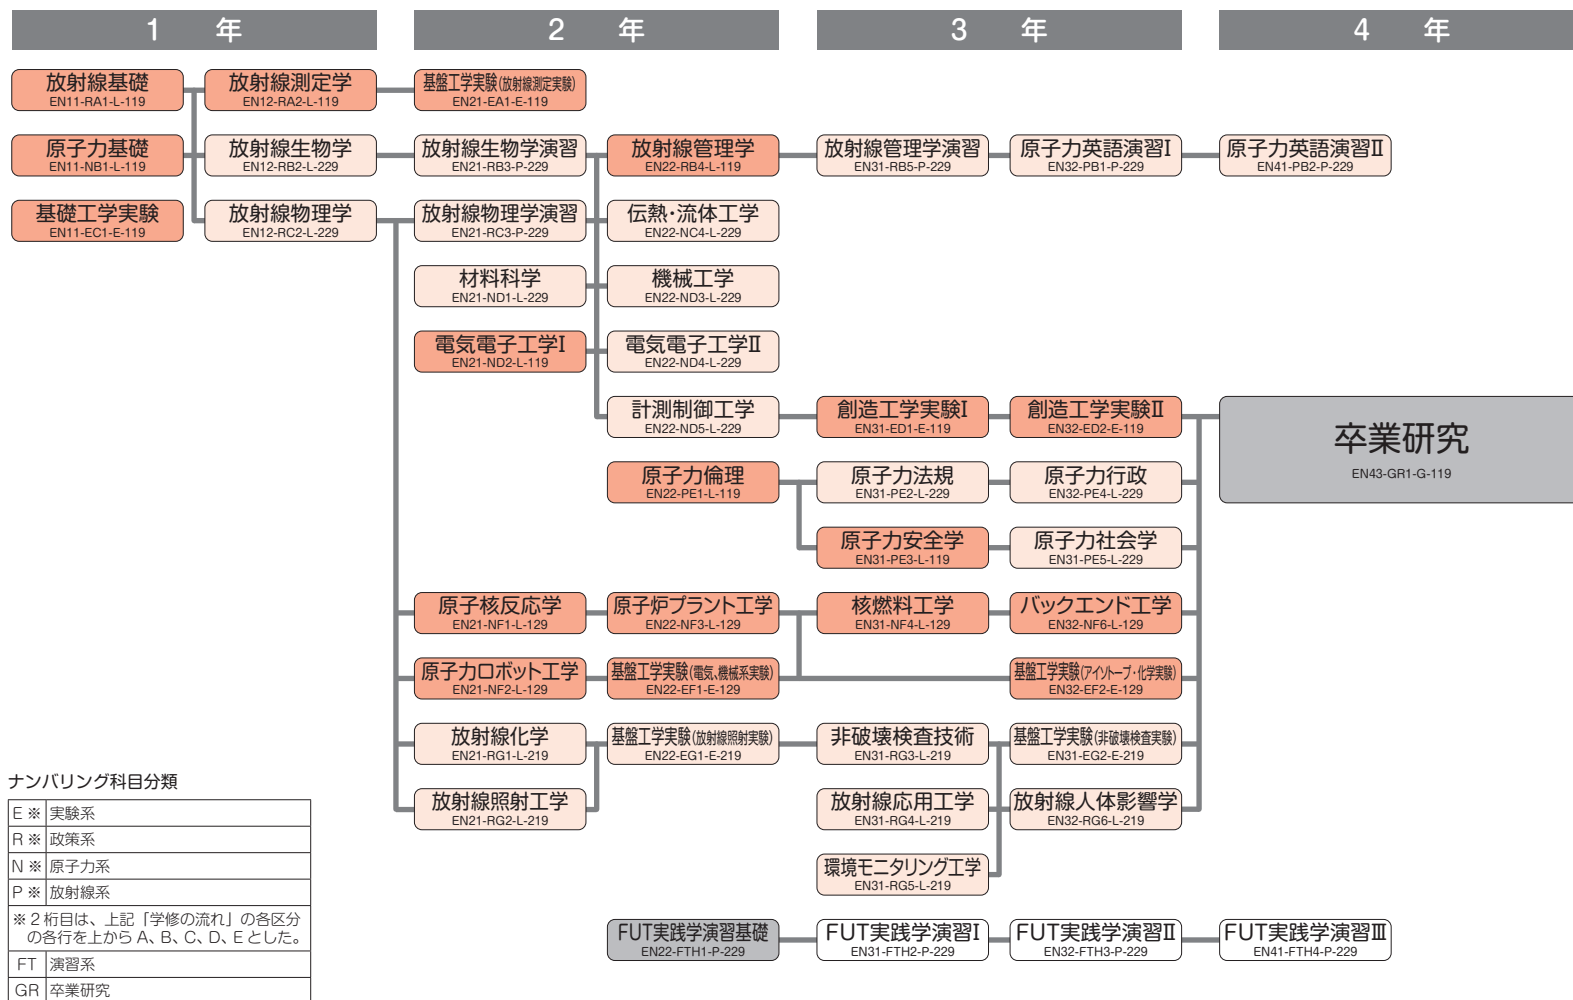 1 年
2 年
3 年
4 年
放射線基礎
EN11-RA1-L-119
放射線測定学
EN12-RA2-L-119
基盤工学実験(放射線測定実験)
EN21-EA1-E-119
原子力基礎
EN11-NB1-L-119
放射線生物学
EN12-RB2-L-229
放射線生物学演習
EN21-RB3-P-229
放射線管理学
EN22-RB4-L-119
放射線管理学演習
EN31-RB5-P-229
原子力英語演習Ⅰ
EN32-PB1-P-229
原子力英語演習Ⅱ
EN41-PB2-P-229
基礎工学実験
EN11-EC1-E-119
放射線物理学
EN12-RC2-L-229
放射線物理学演習
EN21-RC3-P-229
伝熱・流体工学
EN22-NC4-L-229
材料科学
EN21-ND1-L-229
機械工学
EN22-ND3-L-229
電気電子工学Ⅰ
EN21-ND2-L-119
電気電子工学Ⅱ
EN22-ND4-L-229
計測制御工学
EN22-ND5-L-229
創造工学実験Ⅰ
EN31-ED1-E-119
創造工学実験Ⅱ
EN32-ED2-E-119
卒業研究
EN43-GR1-G-119
原子力倫理
EN22-PE1-L-119
原子力法規
EN31-PE2-L-229
原子力行政
EN32-PE4-L-229
原子力安全学
EN31-PE3-L-119
原子力社会学
EN31-PE5-L-229
原子核反応学
EN21-NF1-L-129
原子炉プラント工学
EN22-NF3-L-129
核燃料工学
EN31-NF4-L-129
バックエンド工学
EN32-NF6-L-129
原子力ロボット工学
EN21-NF2-L-129
基盤工学実験(電気、機械系実験)
EN22-EF1-E-129
基盤工学実験(アイソトープ・化学実験)
EN32-EF2-E-129
放射線化学
EN21-RG1-L-219
基盤工学実験(放射線照射実験)
EN22-EG1-E-219
非破壊検査技術
EN31-RG3-L-219
基盤工学実験(非破壊検査実験)
EN31-EG2-E-219
放射線照射工学
EN21-RG2-L-219
放射線応用工学
EN31-RG4-L-219
放射線人体影響学
EN32-RG6-L-219
環境モニタリング工学
EN31-RG5-L-219
FUT実践学演習基礎
EN22-FTH1-P-229
FUT実践学演習Ⅰ
EN31-FTH2-P-229
FUT実践学演習Ⅱ
EN32-FTH3-P-229
FUT実践学演習Ⅲ
EN41-FTH4-P-229
ナンバリング科目分類
E ※ 実験系
R ※ 政策系
N ※ 原子力系
P ※ 放射線系
※２桁目は、上記「学修の流れ」の各区分
の各行を上から A、B、C、D、E とした。
FT 演習系
GR 卒業研究